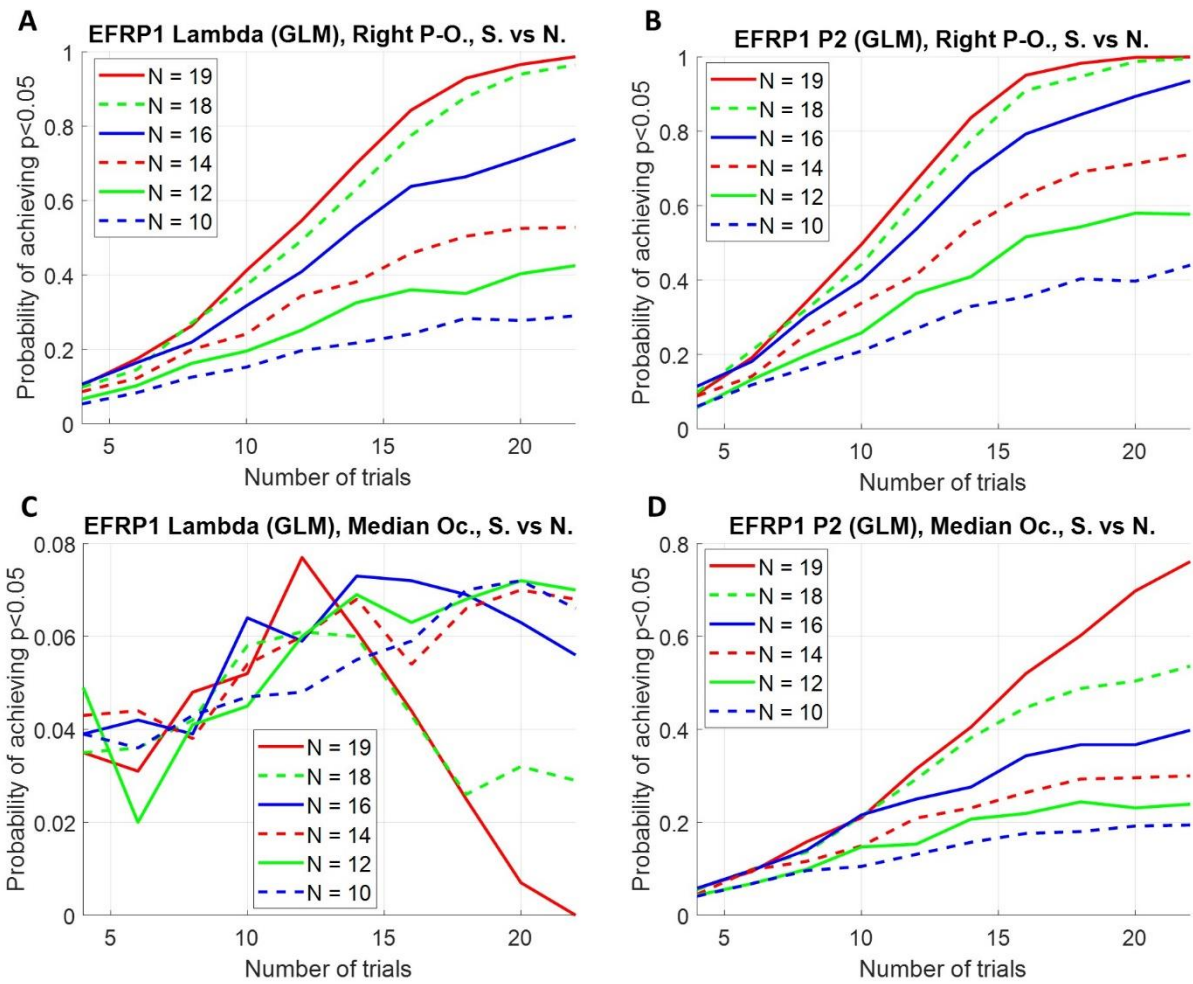 A
EFRP1 Lambda (GLM), Right P-O., S. vs N.
Probability of achieving p<0.05
1
0.8
0.6
0.4
0.2
0
N = 19
N = 18
N = 16
N = 14
N = 12
N = 10
5 10 15 20
Number of trials
B
EFRP1 P2 (GLM), Right P-O., S. vs N.
Probability of achieving p<0.05
1
0.8
0.6
0.4
0.2
0
N = 19
N = 18
N = 16
N = 14
N = 12
N = 10
5 10 15 20
Number of trials
C
EFRP1 Lambda (GLM), Median Oc., S. vs N.
Probability of achieving p<0.05
0.08
0.06
0.04
0.02
0
N = 19
N = 18
N = 16
N = 14
N = 12
N = 10
5 10 15 20
Number of trials
D
EFRP1 P2 (GLM), Median Oc., S. vs N.
Probability of achieving p<0.05
0.8
0.6
0.4
0.2
0
N = 19
N = 18
N = 16
N = 14
N = 12
N = 10
5 10 15 20
Number of trials